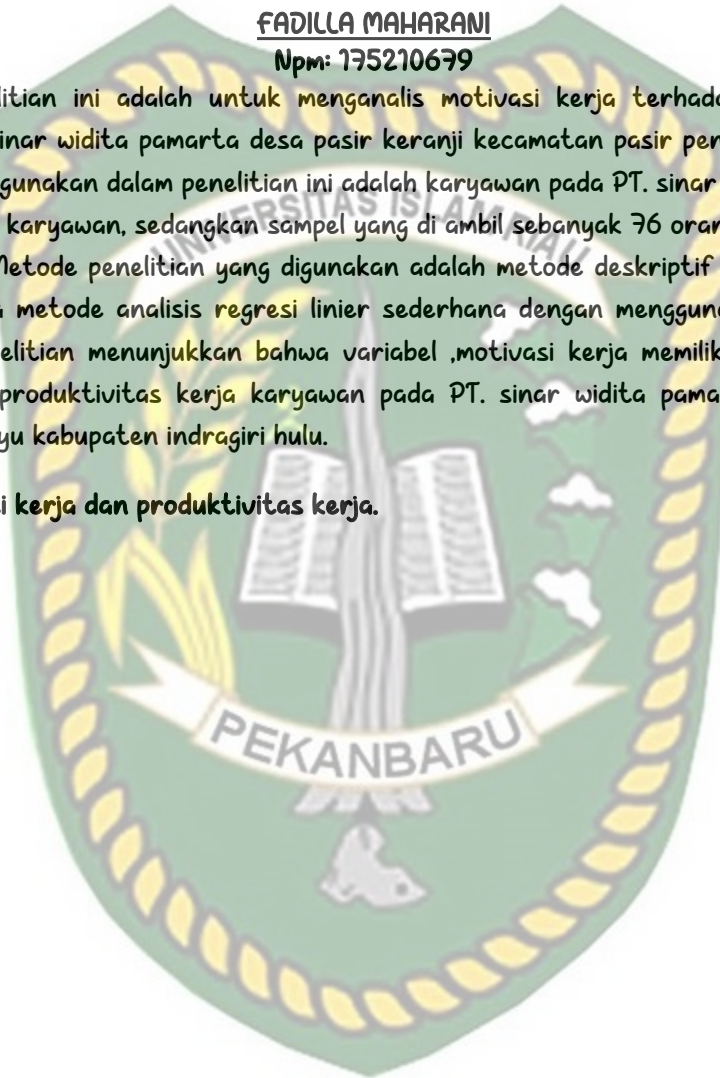 FADILLA MAHARANI
Npm: 175210679
litian ini adalah untuk menganalis motivasi kerja terhada
inar widita pamarta desa pasir keranji kecamatan pasir pen
gunakan dalam penelitian ini adalah karyawan pada PT. sinar
karyawan, sedangkan sampel yang di ambil sebanyak 76 oran
Metode penelitian yang digunakan adalah metode deskriptif
metode analisis regresi linier sederhana dengan mengguna
elitian menunjukkan bahwa variabel ,motivasi kerja memilik
produktivitas kerja karyawan pada PT. sinar widita pama
yu kabupaten indragiri hulu.
i kerja dan produktivitas kerja.
UNIVERSITAS ISLAM RIAU
PEKANBARU